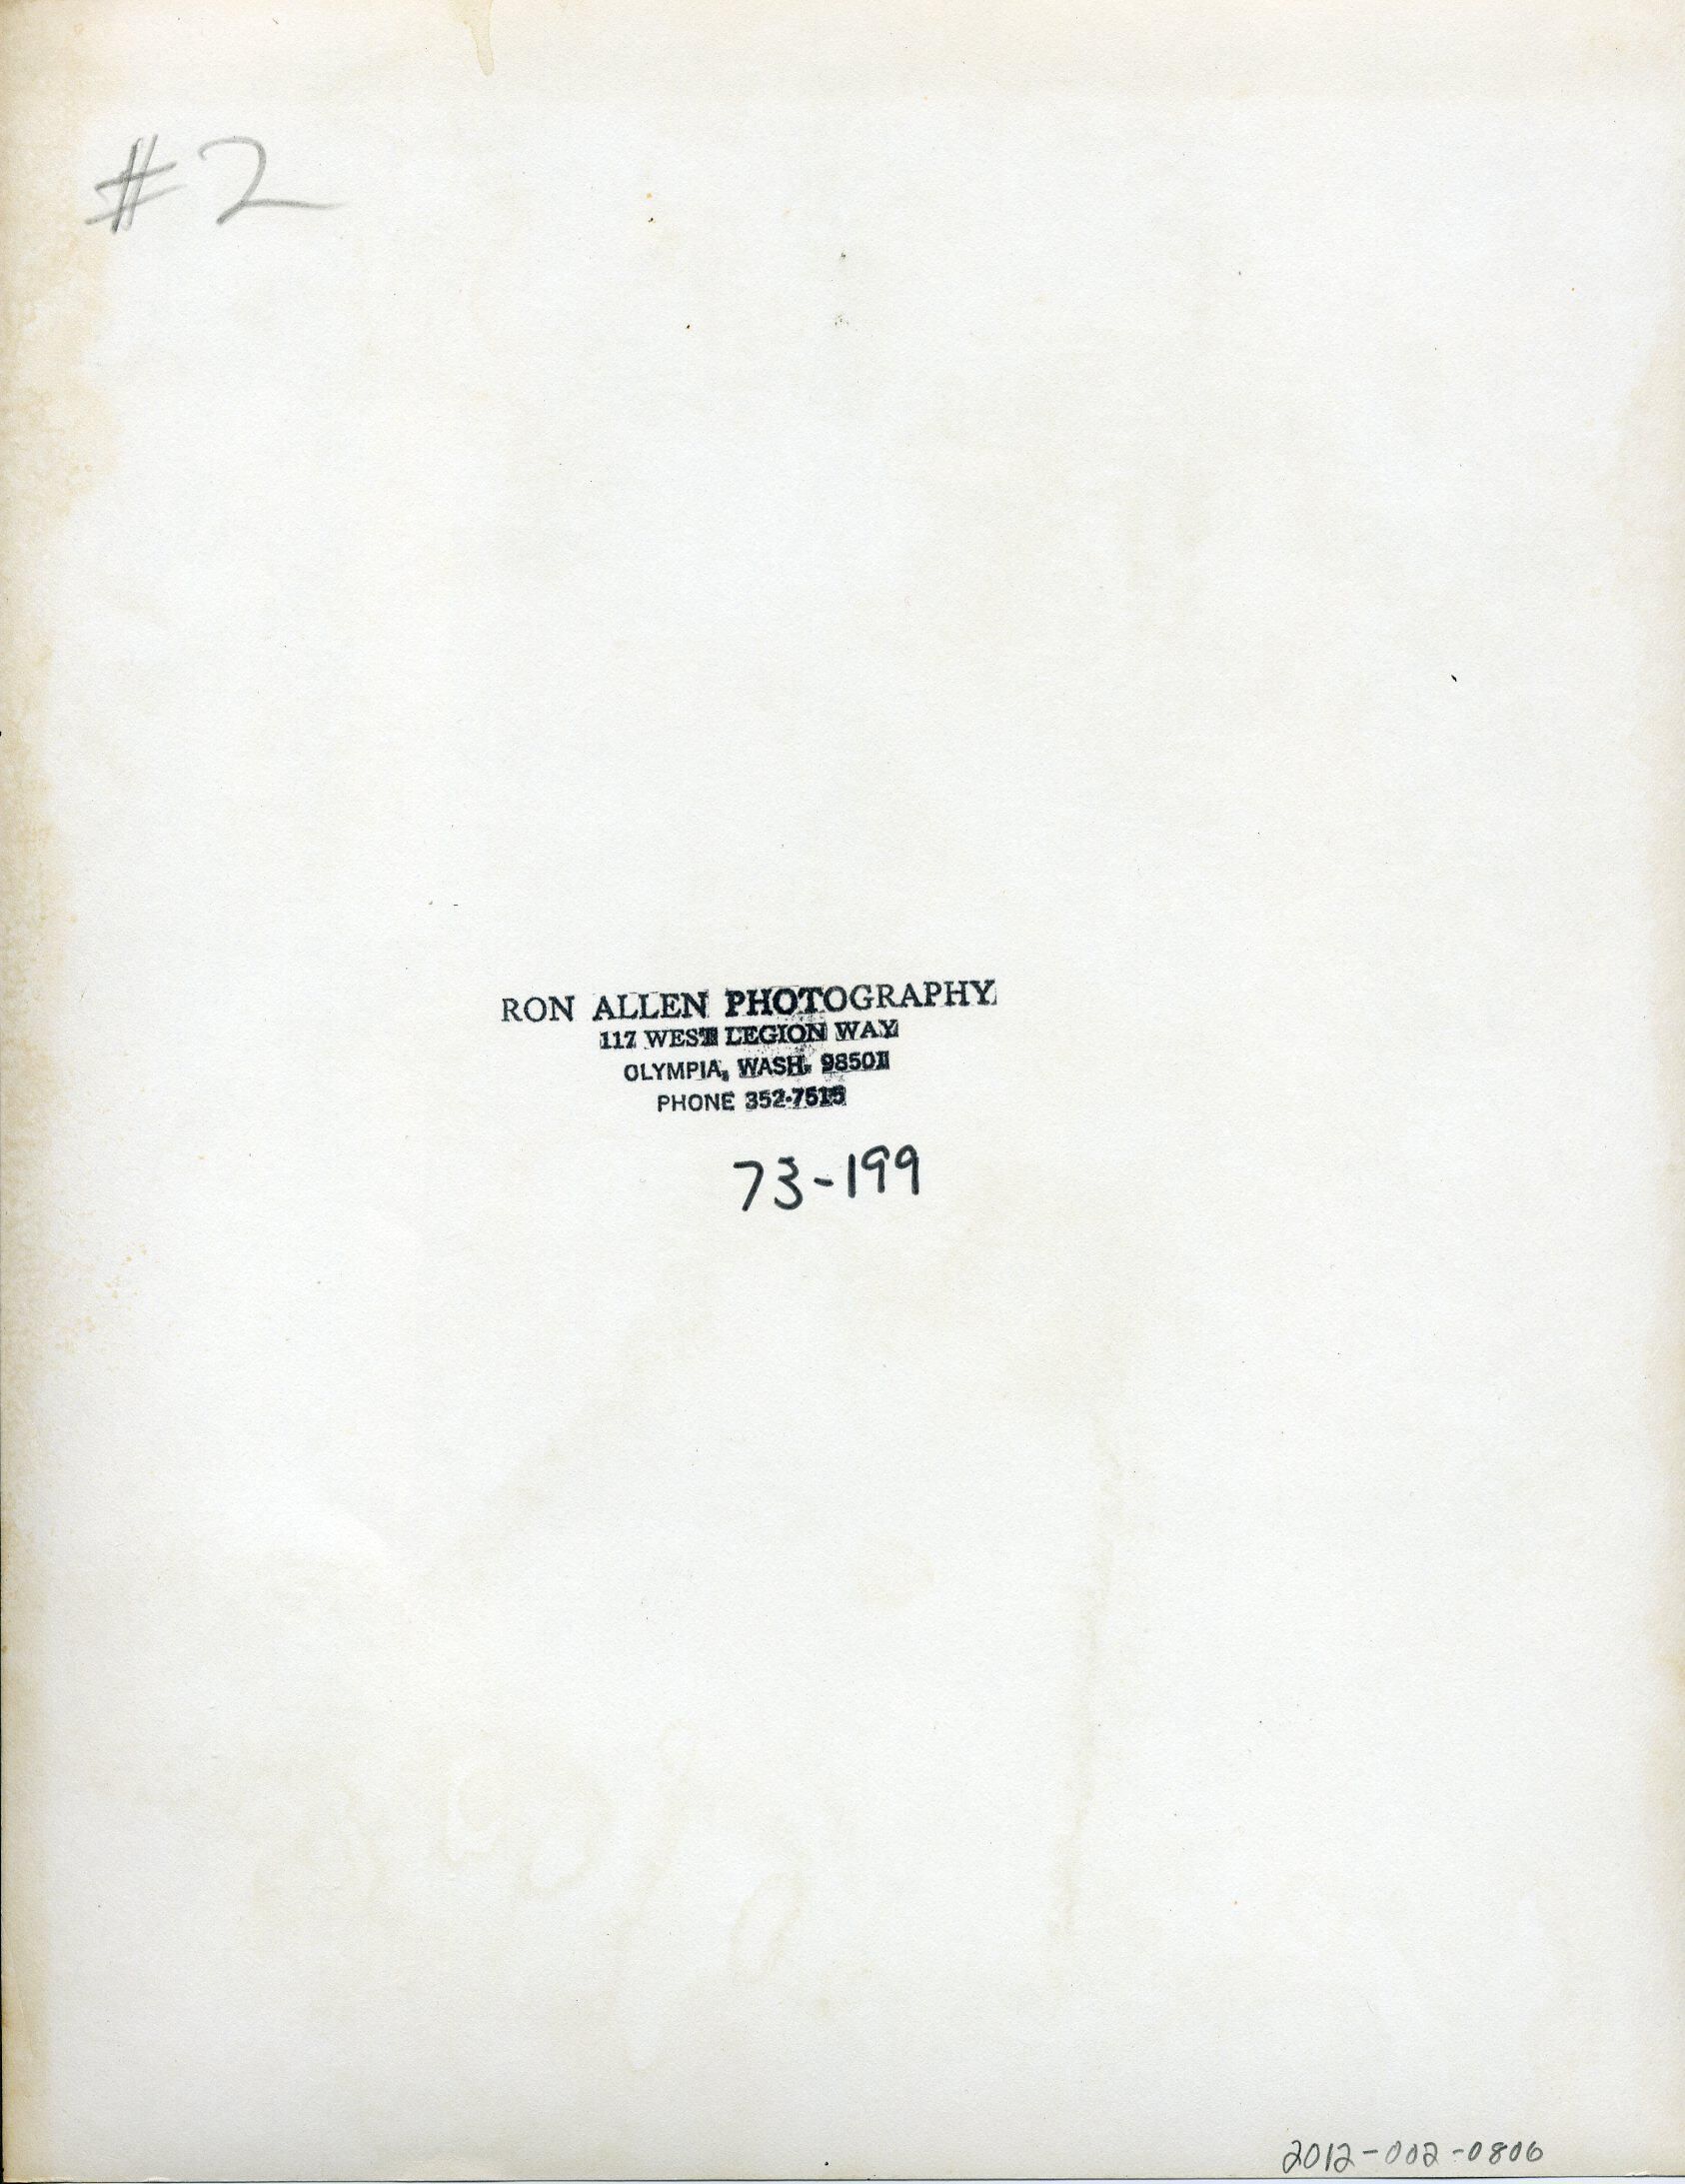 #2
RON ALLEN PHOTOGRAPHY
117 WEST LEGION WAY
OLYMPIA, WASH. 98501
PHONE 352-7515
73-199
2012-002-0806